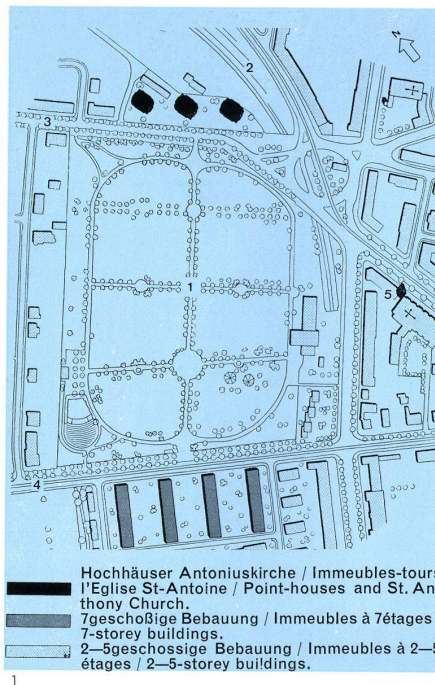 2
3
1
5
4
Hochhäuser Antoniuskirche / Immeubles-tours
l'Eglise St-Antoine / Point-houses and St. An-
thony Church.
7geschoßige Bebauung / Immeubles à 7étages /
7-storey buildings.
2—5geschossige Bebauung / Immeubles à 2—5
étages / 2—5-storey buildings.
1